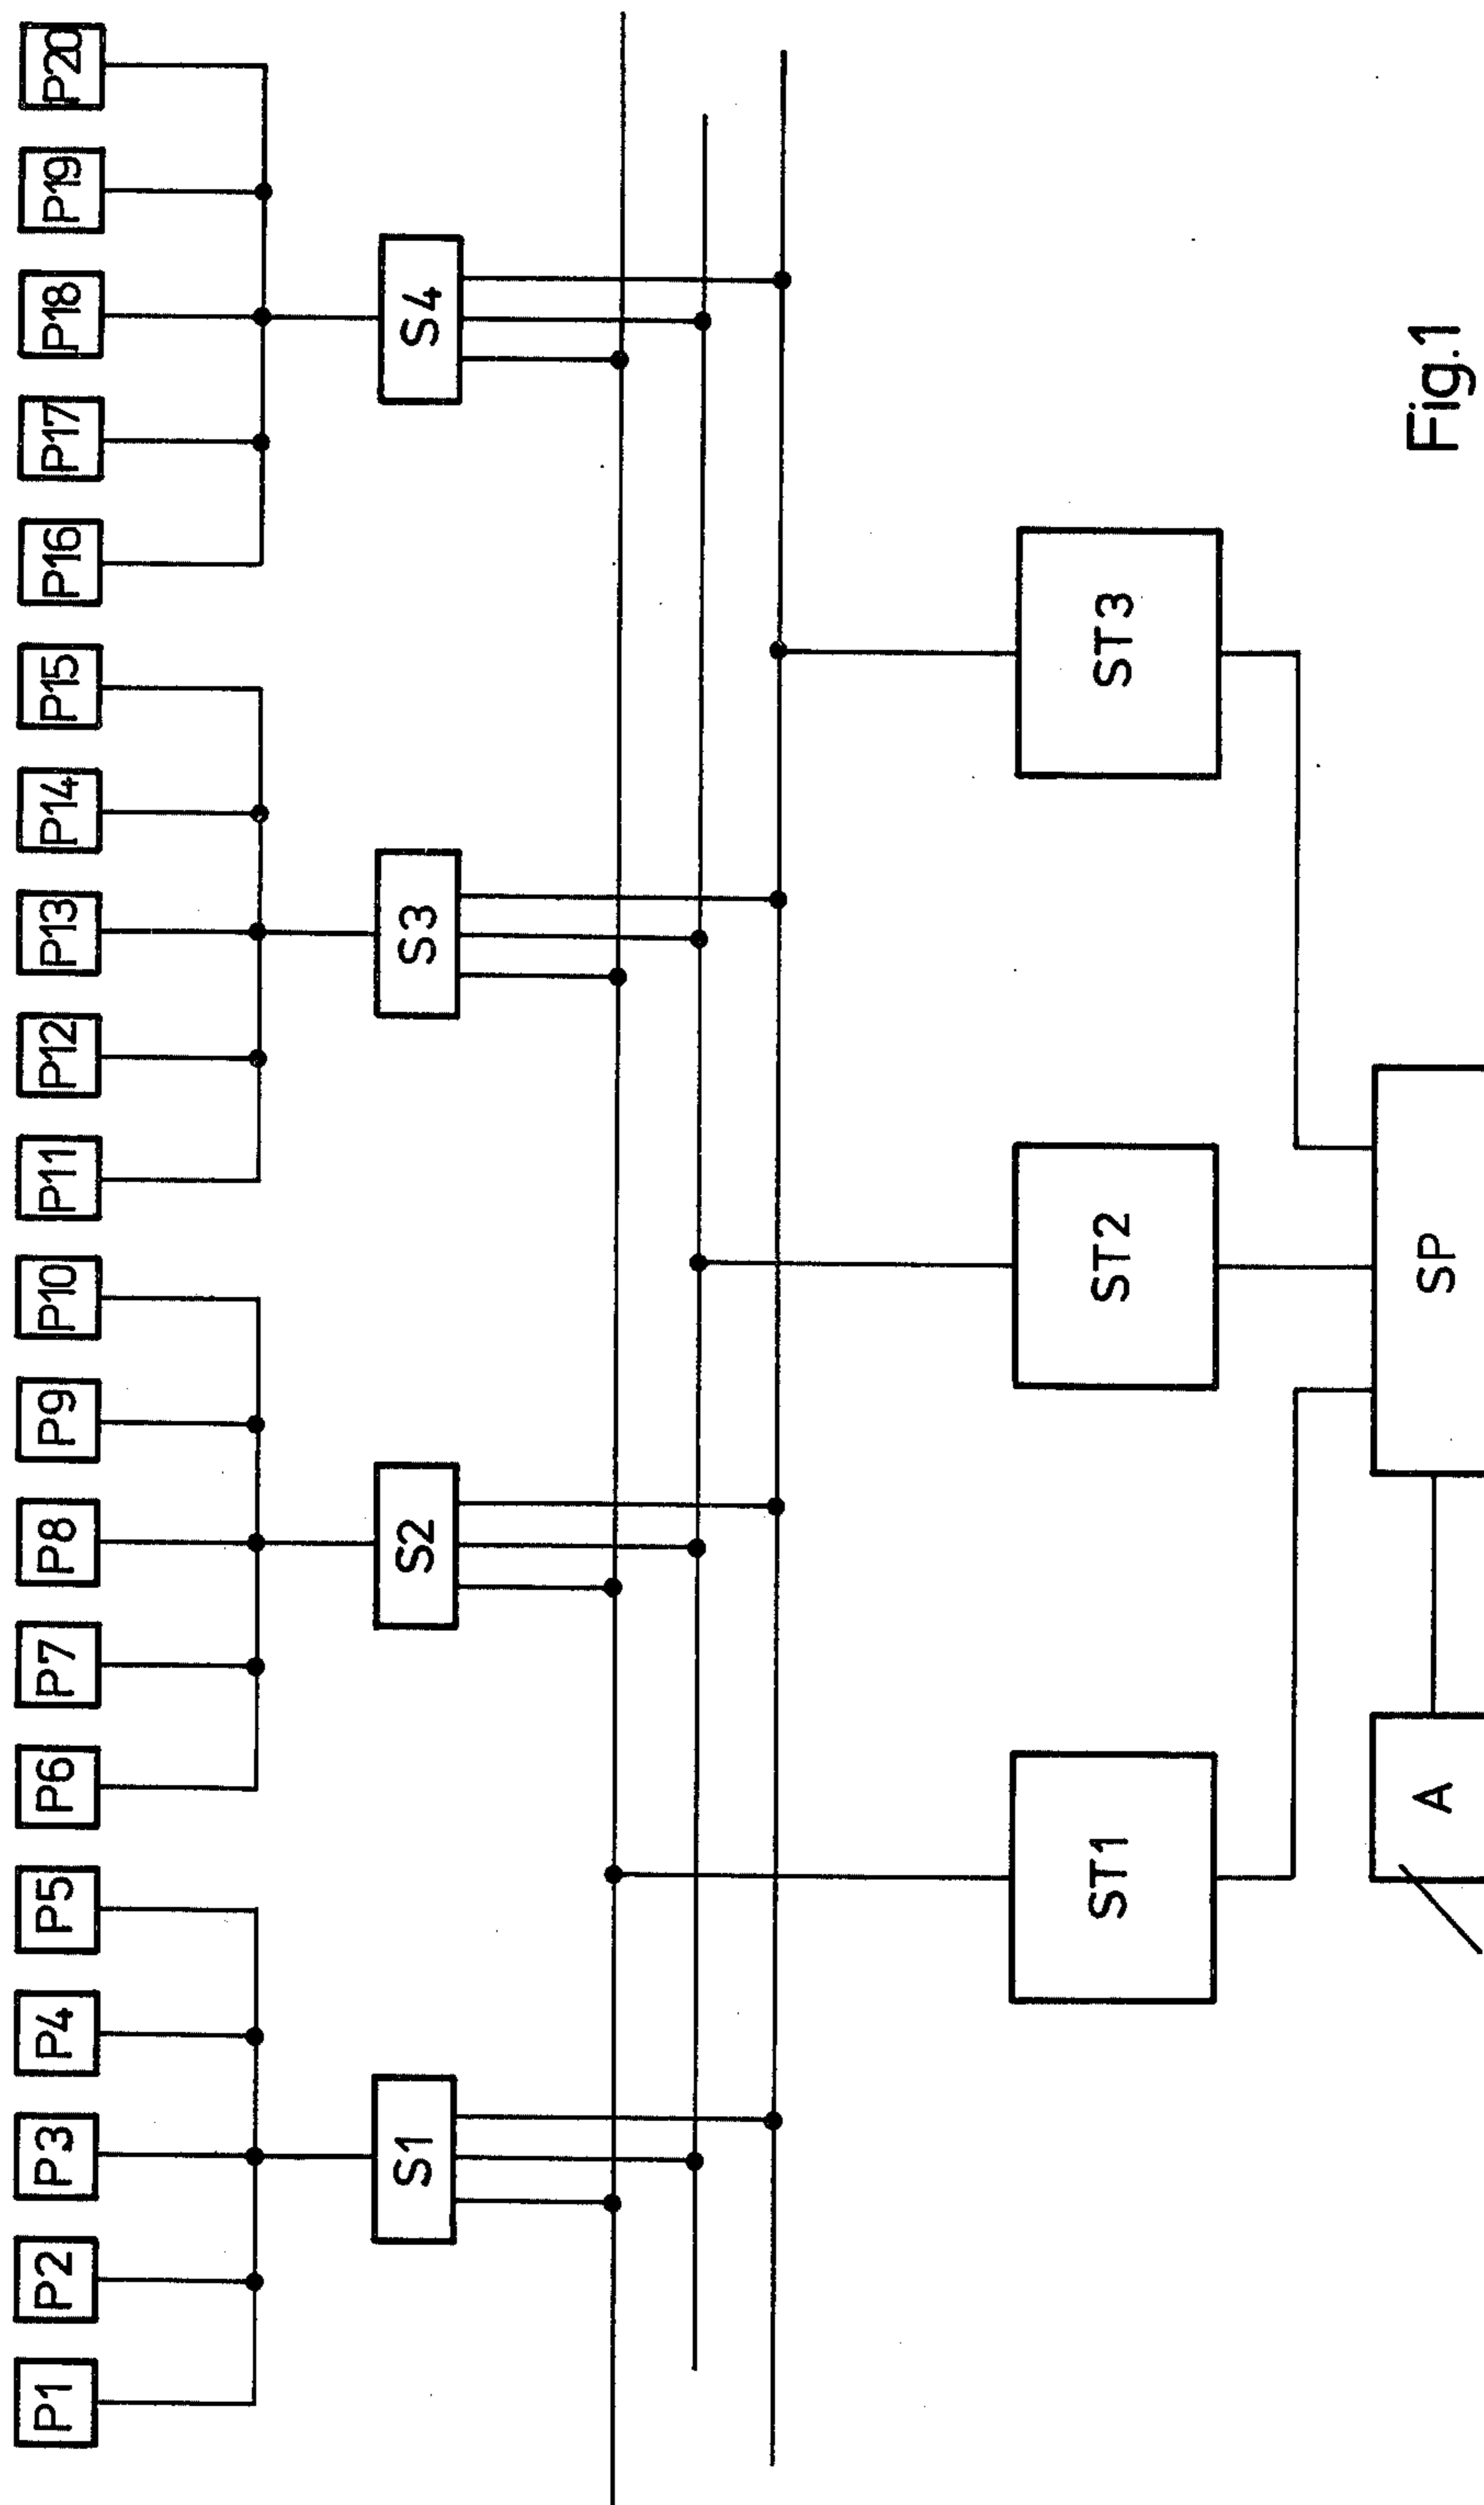 P1 P2 P3 P4 P5 P6 P7 P8 P9 P10 P11 P12 P13 P14 P15 P16 P17 P18 P19 P20
S1 S2 S3 S4
ST1 ST2 ST3
A SP
Fig.1